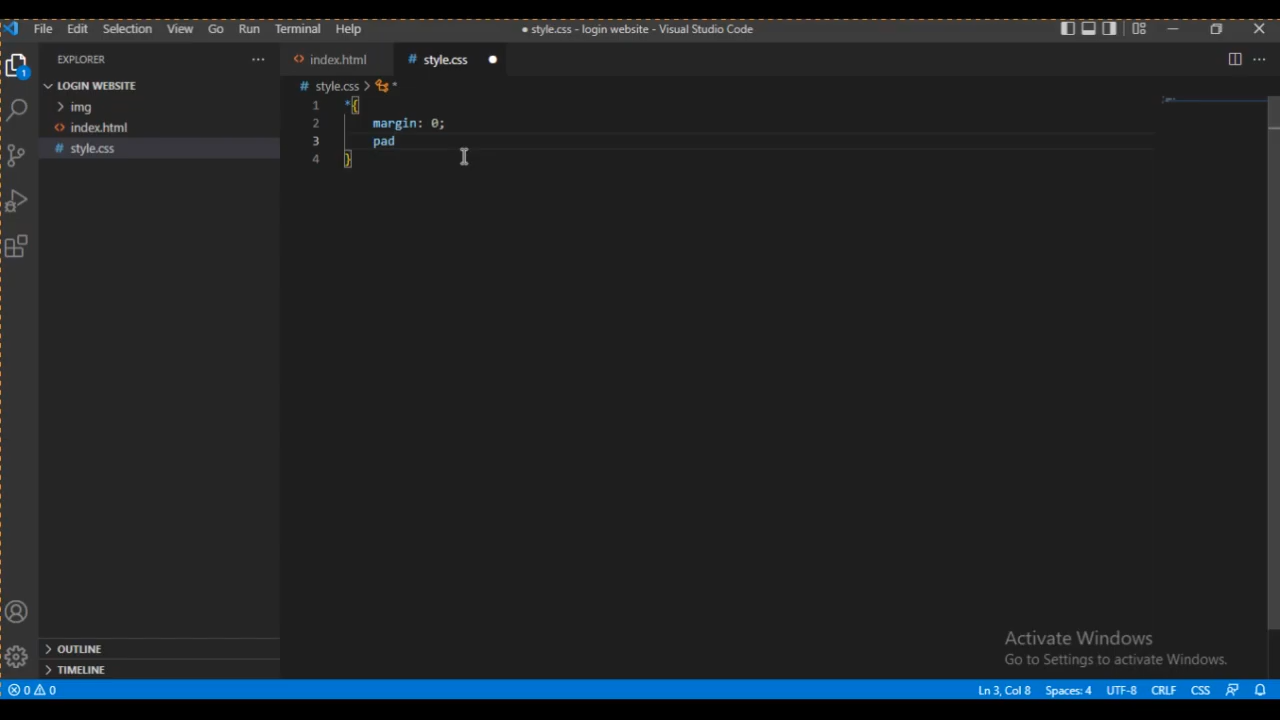 File Edit Selection View Go Run Terminal Help
● style.css - login website - Visual Studio Code
EXPLORER
index.html
# style.css
1
LOGIN WEBSITE
# style.css > *
img
1 *{
index.html
2 margin: 0;
# style.css
3 pad
4 }
Activate Windows
Go to Settings to activate Windows.
OUTLINE
TIMELINE
0 0
Ln 3, Col 8 Spaces: 4 UTF-8 CRLF CSS